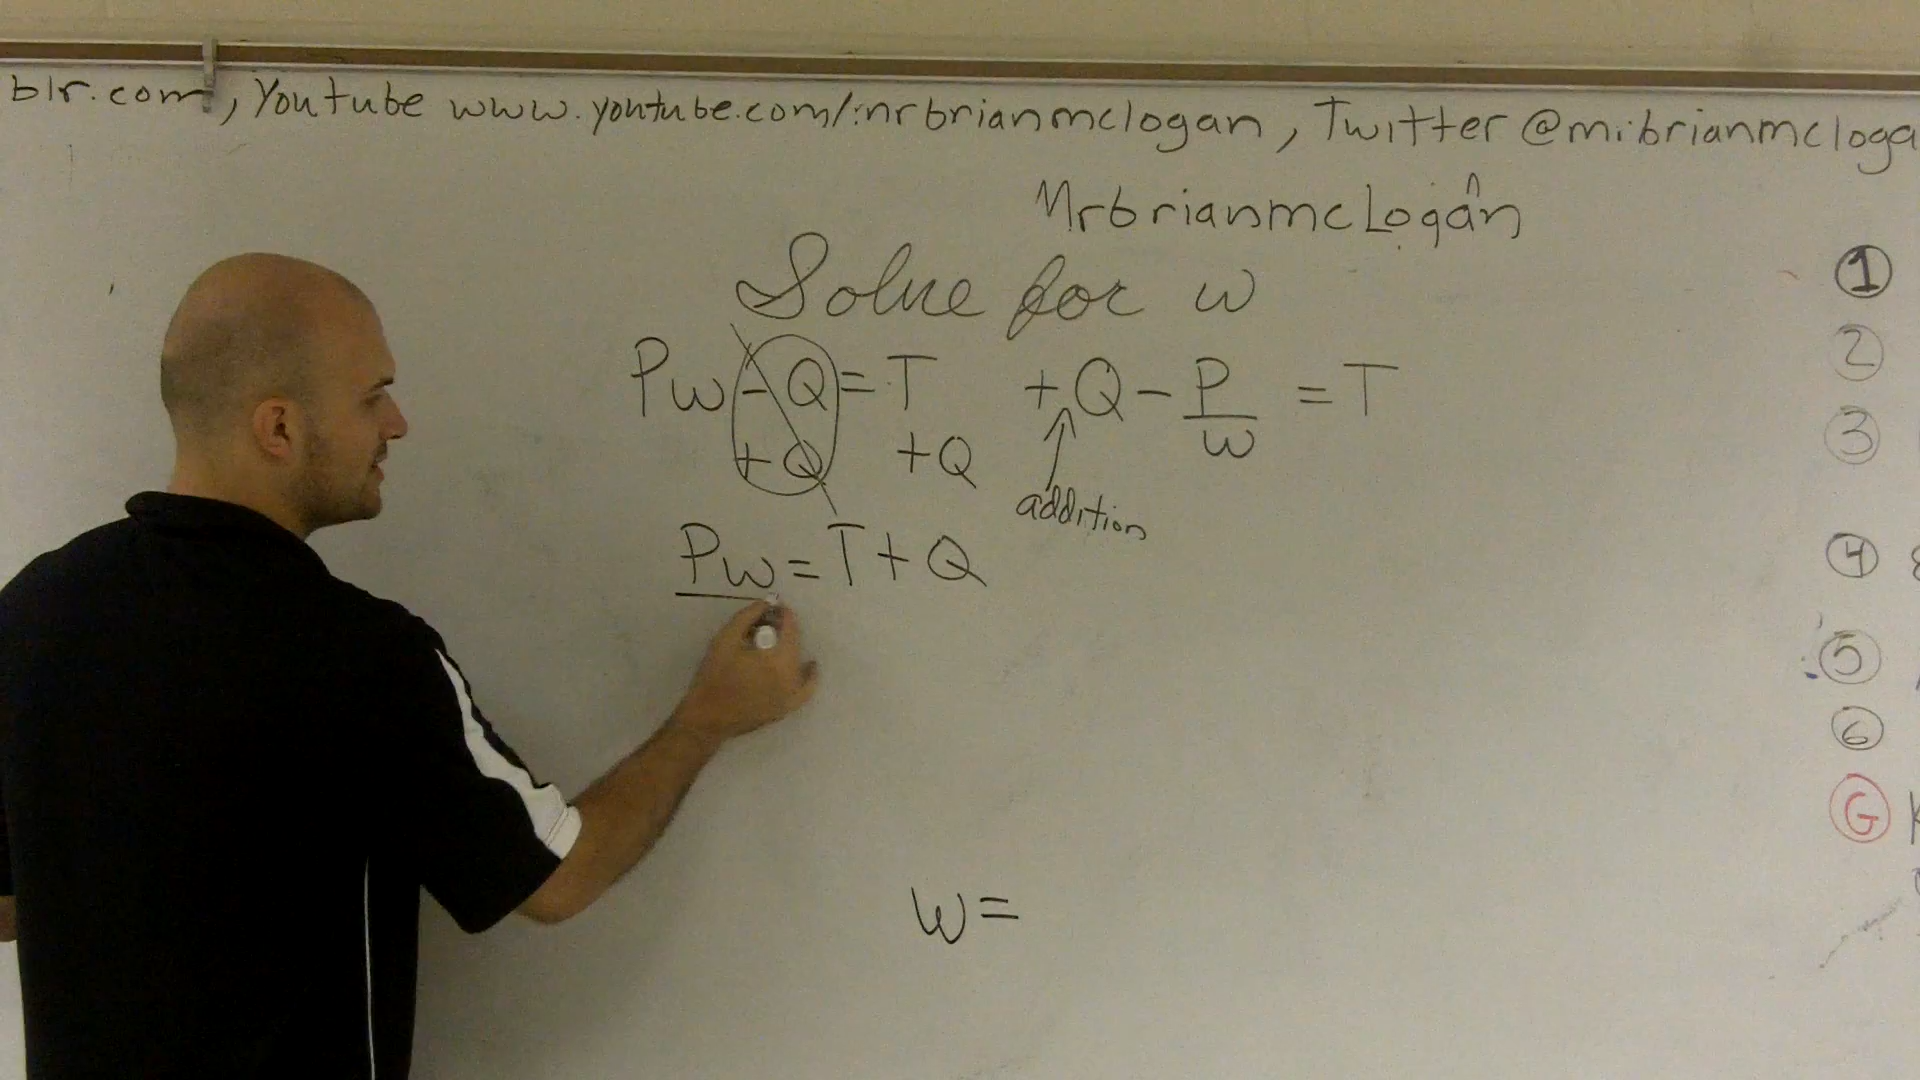 blr.com, Youtube www.youtube.com/mrbrianmclogan, Twitter @mrbrianmcloga
MrbrianmcLogan
Solve for w
Pw - Q = T
+Q +Q
Pw = T + Q
w =
+Q - P/w = T
addition
1
2
3
4
5
6
G